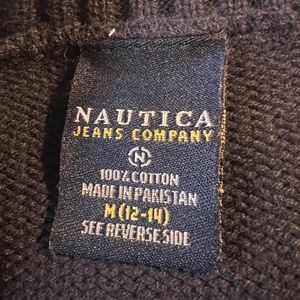 NAUTICA
JEANS COMPANY
N
100% COTTON
MADE IN PAKISTAN
M (12-14)
SEE REVERSE SIDE